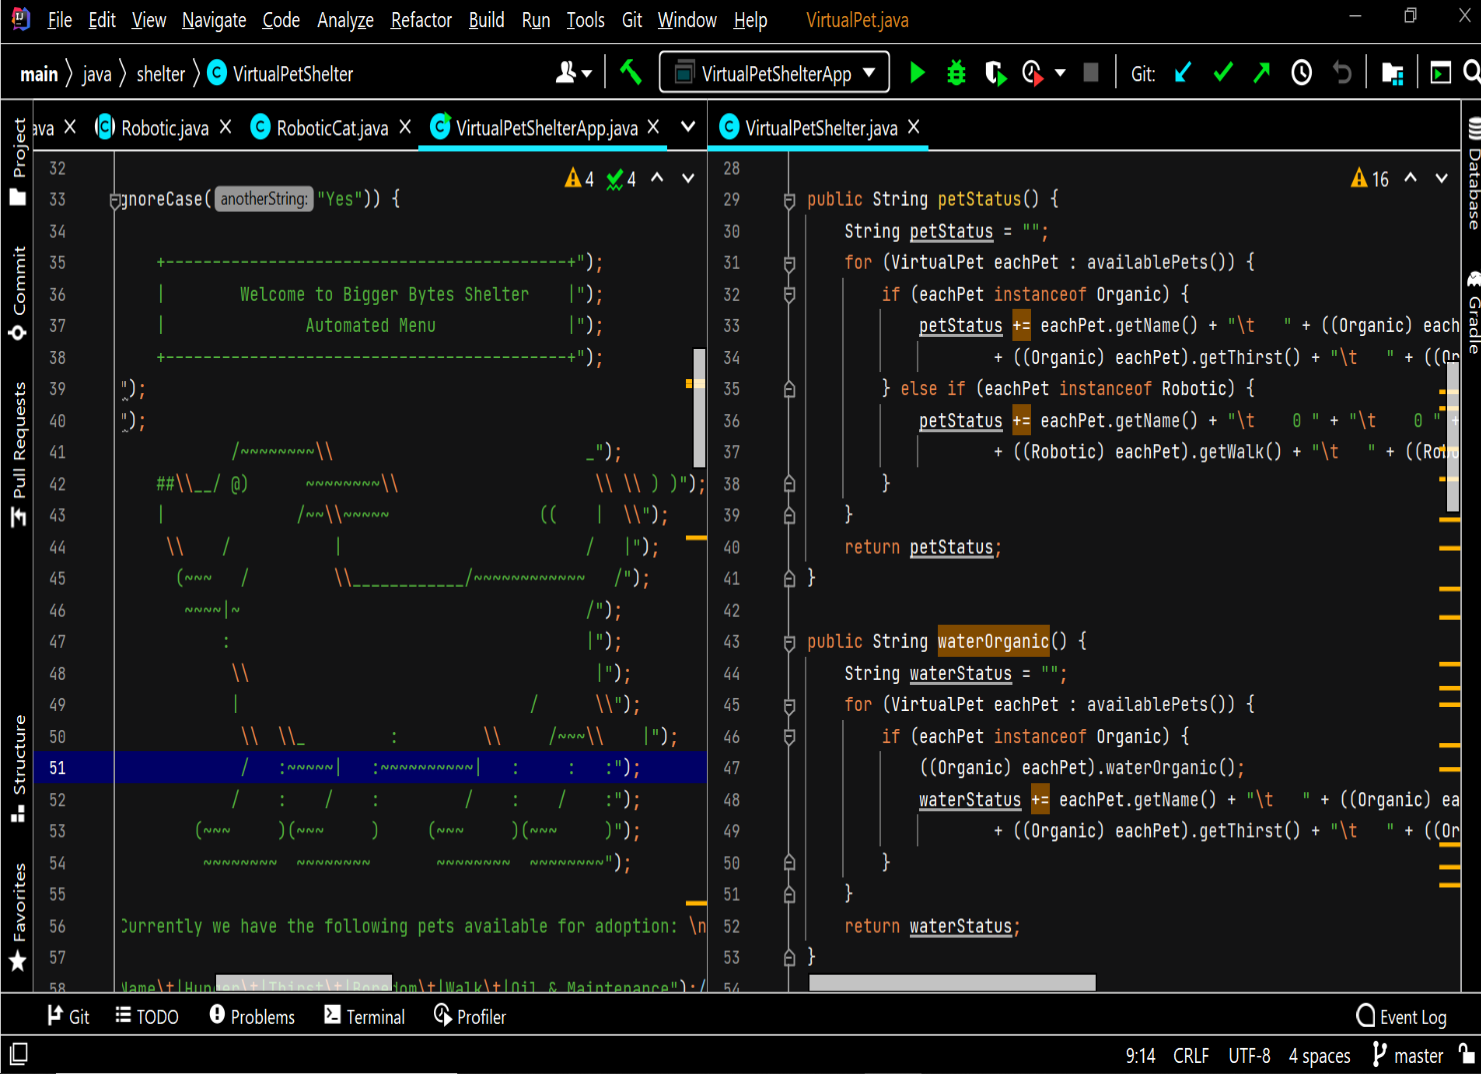 File Edit View Navigate Code Analyze Refactor Build Run Tools Git Window Help VirtualPet.java
main java shelter VirtualPetShelter VirtualPetShelterApp Git:
ava Robotic.java RoboticCat.java VirtualPetShelterApp.java VirtualPetShelter.java
Project
Commit
Pull Requests
Structure
Favorites
4 4
32
33 gnoreCase( anotherString: "Yes")) {
34
35 +-------------------------------------------+");
36 |        Welcome to Bigger Bytes Shelter    |");
37 |               Automated Menu              |");
38 +-------------------------------------------+");
39 ");
40 ");
41             /~~~~~~~~\\                           _");
42     ##\\__/ @)      ~~~~~~~~\\                     \\ \\ ) )");
43     |              /~~\\~~~~~                ((    |  \\");
44      \\    /           |                          /   |");
45       (~~~   /         \\____________/~~~~~~~~~~~~   /");
46        ~~~~|~                                     /");
47            :                                      |");
48             \\                                     |");
49             |                               /      \\");
50              \\  \\_         :         \\     /~~~\\    |");
51              /   :~~~~~|   :~~~~~~~~~~|   :     :   :");
52             /    :    /    :         /    :    /    :");
53         (~~~     )(~~~     )     (~~~     )(~~~     )");
54          ~~~~~~~~  ~~~~~~~~       ~~~~~~~~  ~~~~~~~~");
55
56 Currently we have the following pets available for adoption: \n
57
58 Name\t|Hunger\t|Thirst\t|Boredom\t|Walk\t|Oil & Maintenance");/
16
28
29 public String petStatus() {
30 String petStatus = "";
31 for (VirtualPet eachPet : availablePets()) {
32 if (eachPet instanceof Organic) {
33 petStatus += eachPet.getName() + "\t   " + ((Organic) each
34 + ((Organic) eachPet).getThirst() + "\t   " + ((Or
35 } else if (eachPet instanceof Robotic) {
36 petStatus += eachPet.getName() + "\t    0 " + "\t    0 " +
37 + ((Robotic) eachPet).getWalk() + "\t   " + ((Robo
38 }
39 }
40 return petStatus;
41 }
42
43 public String waterOrganic() {
44 String waterStatus = "";
45 for (VirtualPet eachPet : availablePets()) {
46 if (eachPet instanceof Organic) {
47 ((Organic) eachPet).waterOrganic();
48 waterStatus += eachPet.getName() + "\t   " + ((Organic) ea
49 + ((Organic) eachPet).getThirst() + "\t   " + ((Or
50 }
51 }
52 return waterStatus;
53 }
54
Database
Gradle
Git TODO Problems Terminal Profiler Event Log
9:14 CRLF UTF-8 4 spaces master